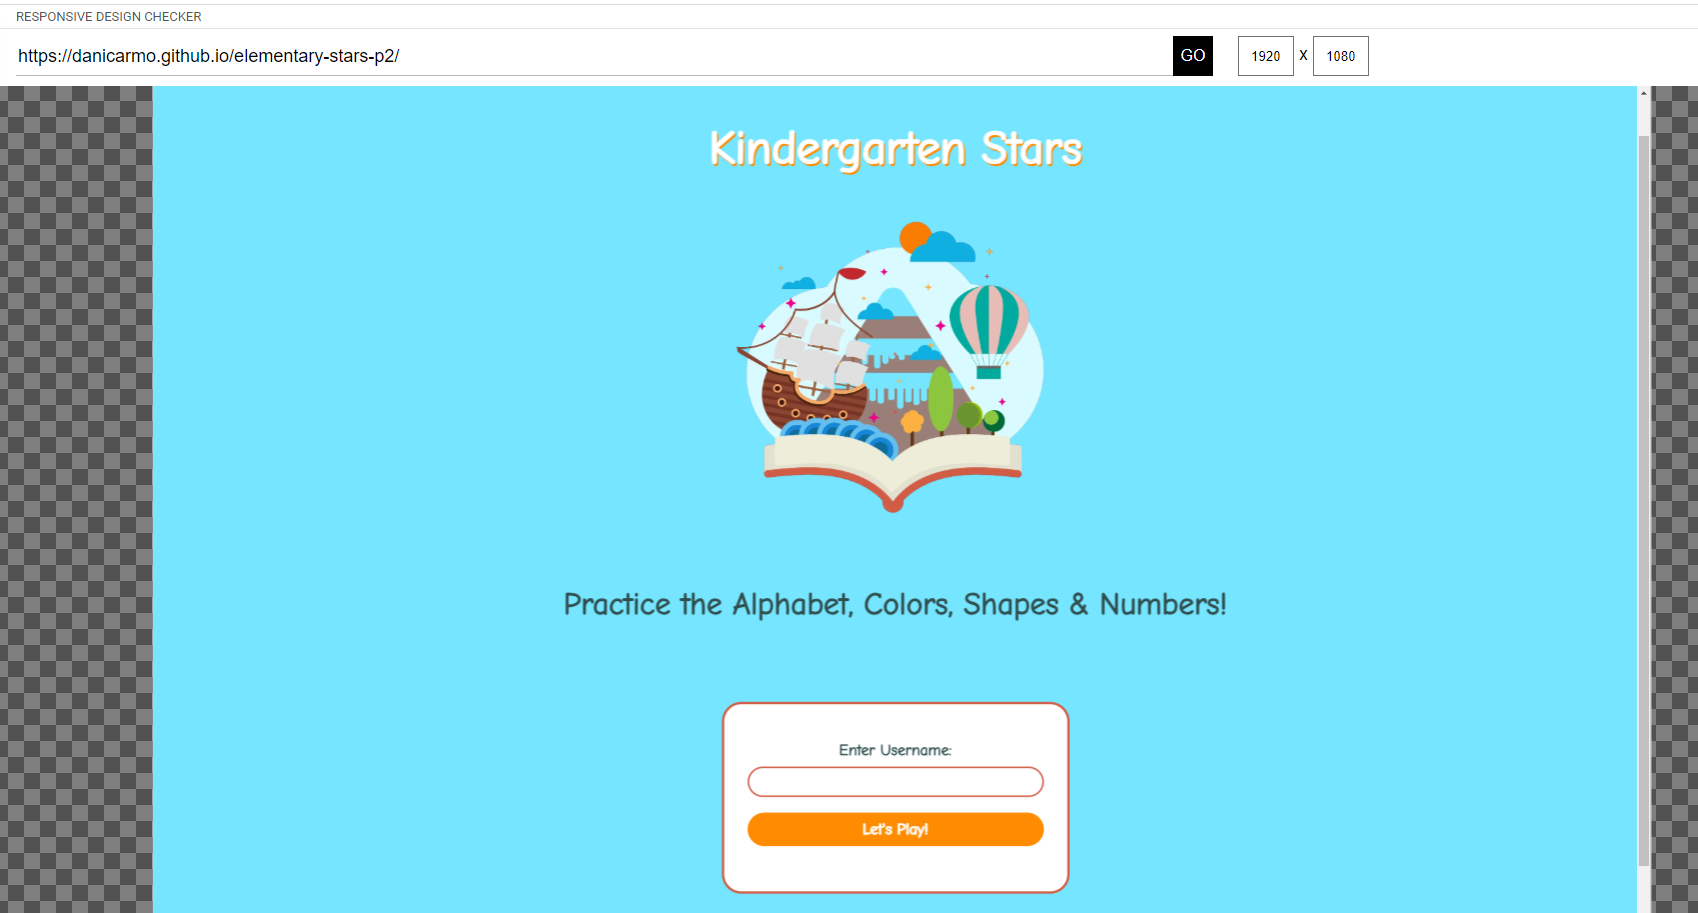 RESPONSIVE DESIGN CHECKER
https://danicarmo.github.io/elementary-stars-p2/ GO 1920 X 1080
Kindergarten Stars
Practice the Alphabet, Colors, Shapes & Numbers!
Enter Username:
Let's Play!